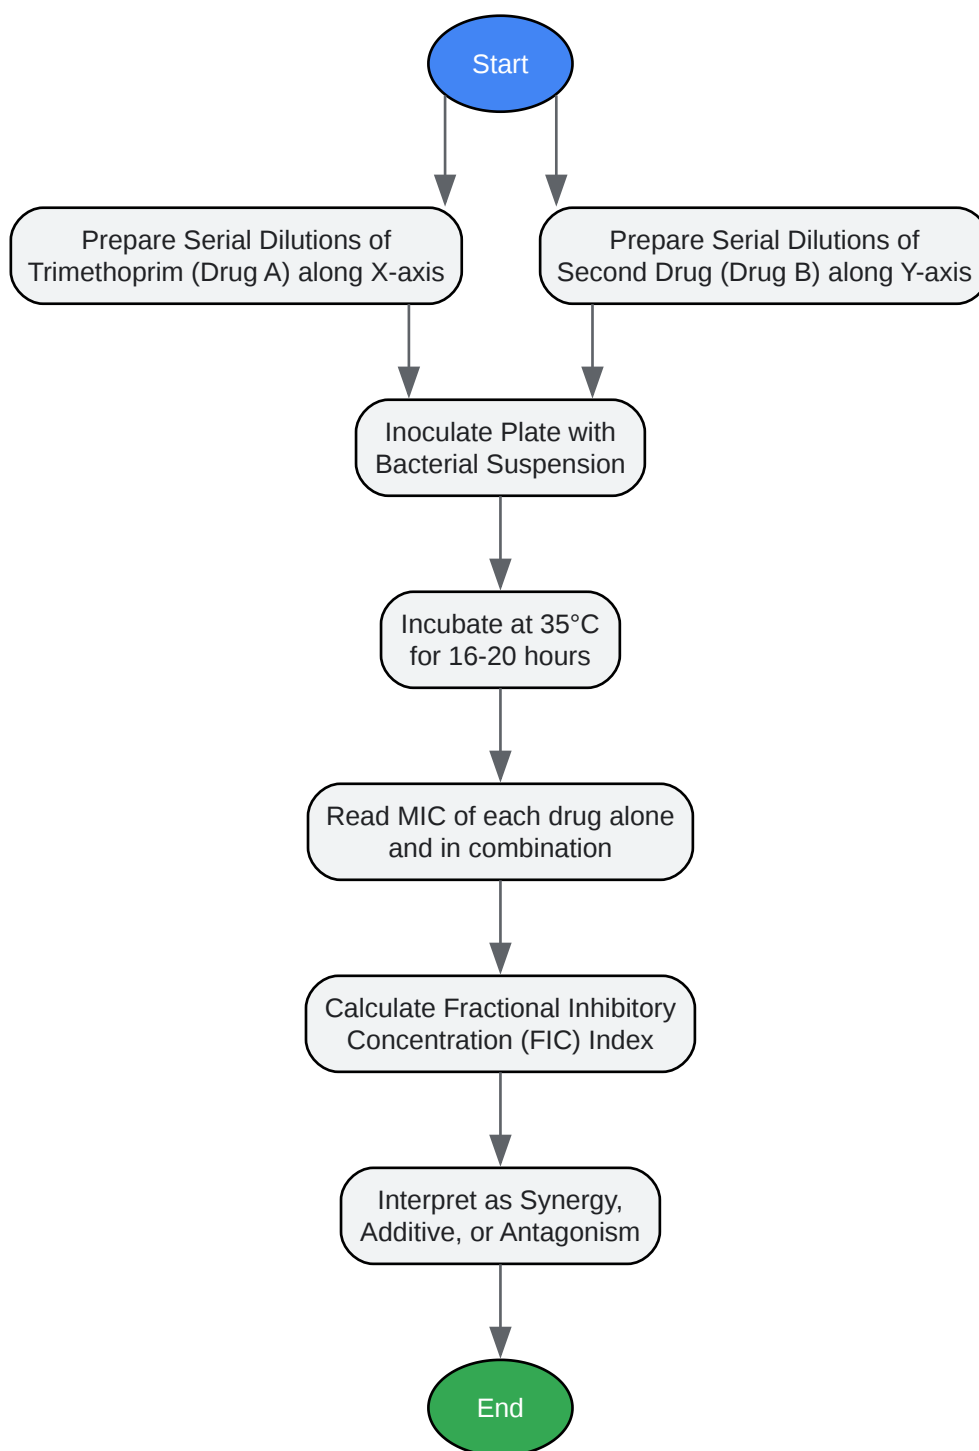 Start
Prepare Serial Dilutions of
Trimethoprim (Drug A) along X-axis
Prepare Serial Dilutions of
Second Drug (Drug B) along Y-axis
Inoculate Plate with
Bacterial Suspension
Incubate at 35°C
for 16-20 hours
Read MIC of each drug alone
and in combination
Calculate Fractional Inhibitory
Concentration (FIC) Index
Interpret as Synergy,
Additive, or Antagonism
End